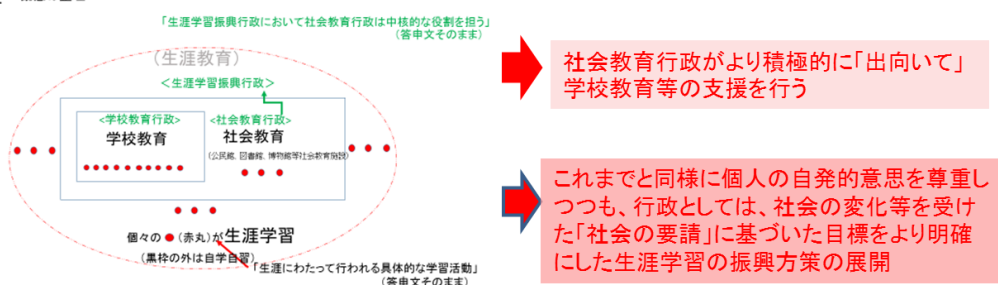 「生涯学習振興行政において社会教育行政は中核的な役割を担う」
(答申文そのまま)
(生涯教育)
＜生涯学習振興行政＞
<学校教育行政>
<社会教育行政>
学校教育
社会教育
(公民館、図書館、博物館等社会教育施設)
個々の●(赤丸)が生涯学習
(黒枠の外は自学自習)
「生涯にわたって行われる具体的な学習活動」
(答申文そのまま)
社会教育行政がより積極的に「出向いて」
学校教育等の支援を行う
これまでと同様に個人の自発的意思を尊重し
つつも、行政としては、社会の変化等を受け
た「社会の要請」に基づいた目標をより明確
にした生涯学習の振興方策の展開